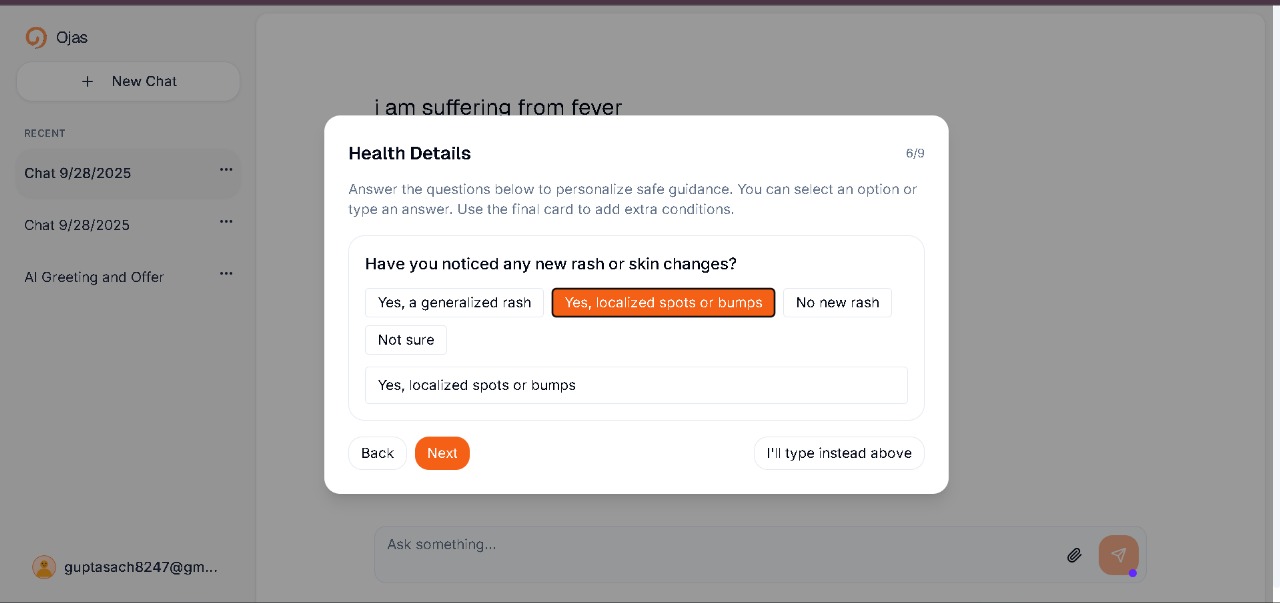 Ojas
+ New Chat
RECENT
Chat 9/28/2025 ...
Chat 9/28/2025 ...
AI Greeting and Offer ...
guptasach8247@gm...
i am suffering from fever
Health Details 6/9
Answer the questions below to personalize safe guidance. You can select an option or
type an answer. Use the final card to add extra conditions.
Have you noticed any new rash or skin changes?
Yes, a generalized rash Yes, localized spots or bumps No new rash
Not sure
Yes, localized spots or bumps
Back Next I'll type instead above
Ask something...